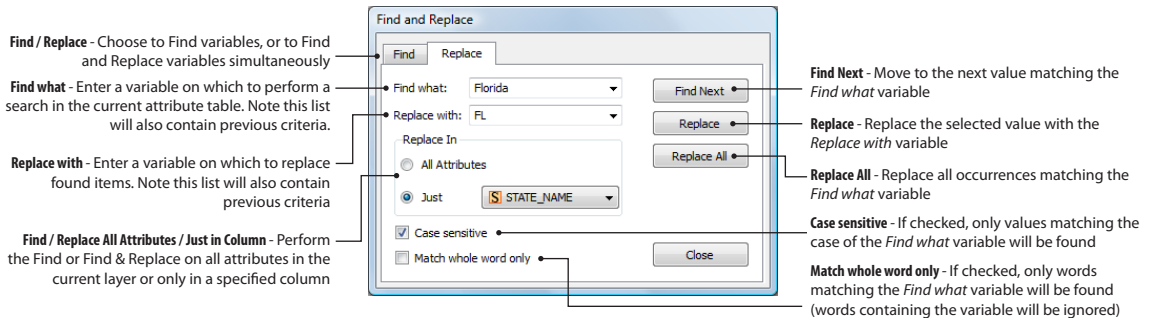 Find / Replace - Choose to Find variables, or to Find
and Replace variables simultaneously
Find what - Enter a variable on which to perform a
search in the current attribute table. Note this list
will also contain previous criteria.
Replace with - Enter a variable on which to replace
found items. Note this list will also contain
previous criteria
Find / Replace All Attributes / Just in Column - Perform
the Find or Find & Replace on all attributes in the
current layer or only in a specified column
Find and Replace
Find
Replace
Find what:
Florida
Replace with:
FL
Replace In
All Attributes
Just
S STATE_NAME
Case sensitive
Match whole word only
Find Next
Replace
Replace All
Close
Find Next - Move to the next value matching the
Find what variable
Replace - Replace the selected value with the
Replace with variable
Replace All - Replace all occurrences matching the
Find what variable
Case sensitive - If checked, only values matching the
case of the Find what variable will be found
Match whole word only - If checked, only words
matching the Find what variable will be found
(words containing the variable will be ignored)